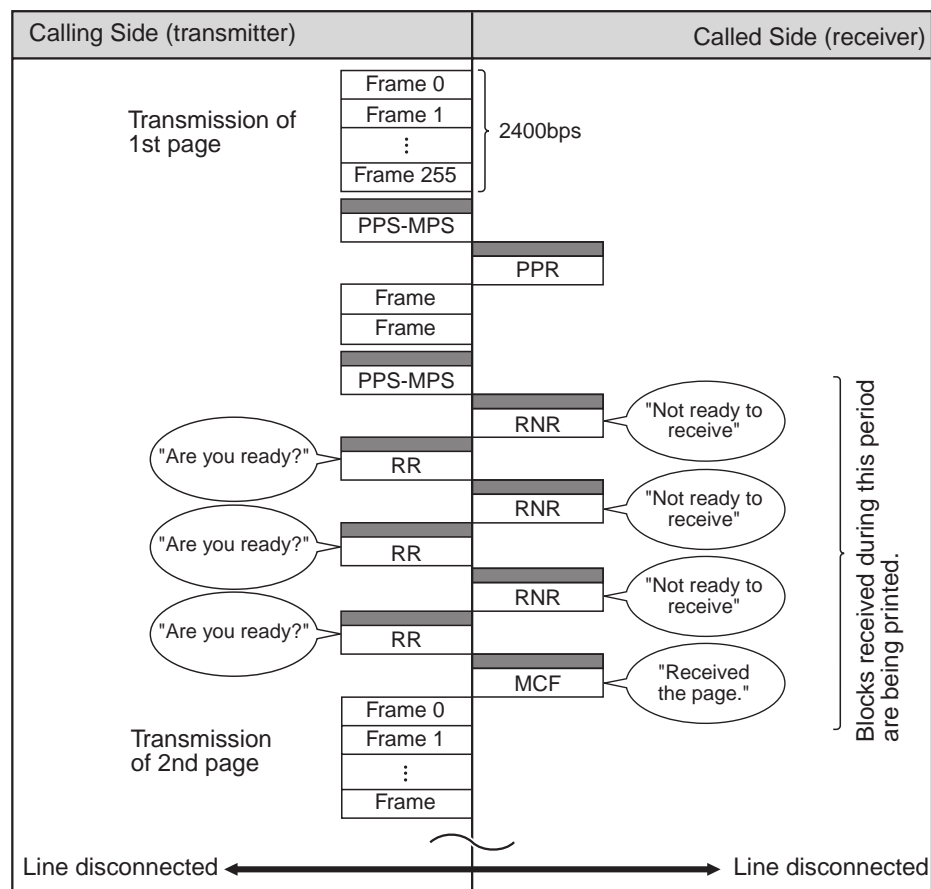 Calling Side (transmitter)
Called Side (receiver)
Transmission of
1st page
Frame 0
Frame 1
⋮
Frame 255
2400bps
PPS-MPS
PPR
Frame
Frame
PPS-MPS
RNR
"Not ready to
receive"
"Are you ready?"
RR
RNR
"Not ready to
receive"
"Are you ready?"
RR
RNR
"Not ready to
receive"
"Are you ready?"
RR
MCF
"Received
the page."
Blocks received during this period
are being printed.
Transmission
of 2nd page
Frame 0
Frame 1
⋮
Frame
Line disconnected
Line disconnected